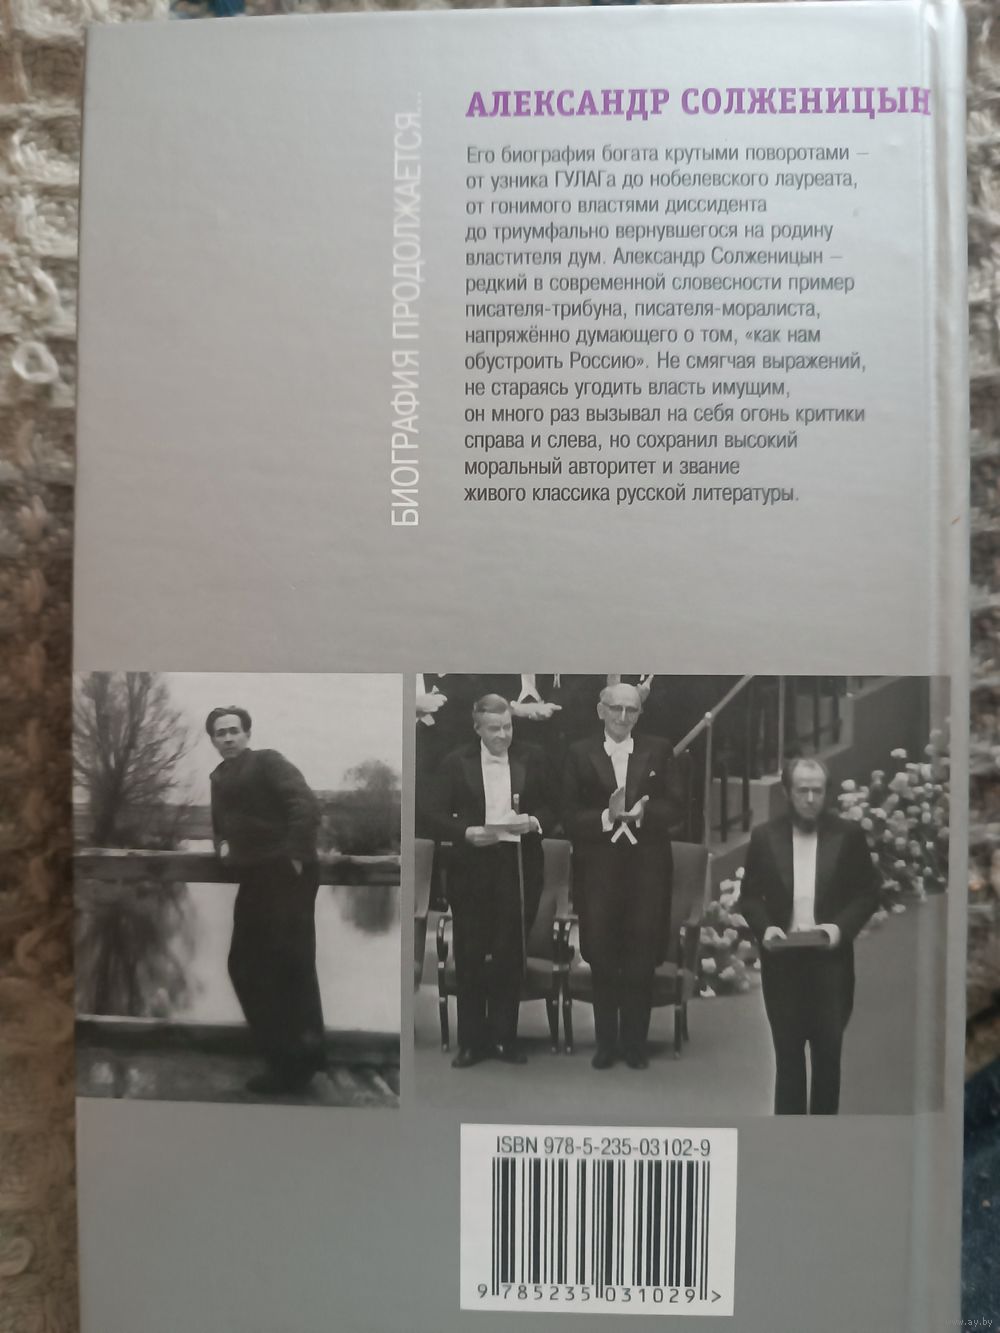 АЛЕКСАНДР СОЛЖЕНИЦЫН
Его биография богата крутыми поворотами –
от узника ГУЛАГа до нобелевского лауреата,
от гонимого властями диссидента
до триумфально вернувшегося на родину
властителя дум. Александр Солженицын –
редкий в современной словесности пример
писателя-трибуна, писателя-моралиста,
напряжённо думающего о том, «как нам
обустроить Россию». Не смягчая выражений,
не стараясь угодить власть имущим,
он много раз вызывал на себя огонь критики
справа и слева, но сохранил высокий
моральный авторитет и звание
живого классика русской литературы.
БИОГРАФИЯ ПРОДОЛЖАЕТСЯ...
ISBN 978-5-235-03102-9
9 785235 031029 >
www.ay.by